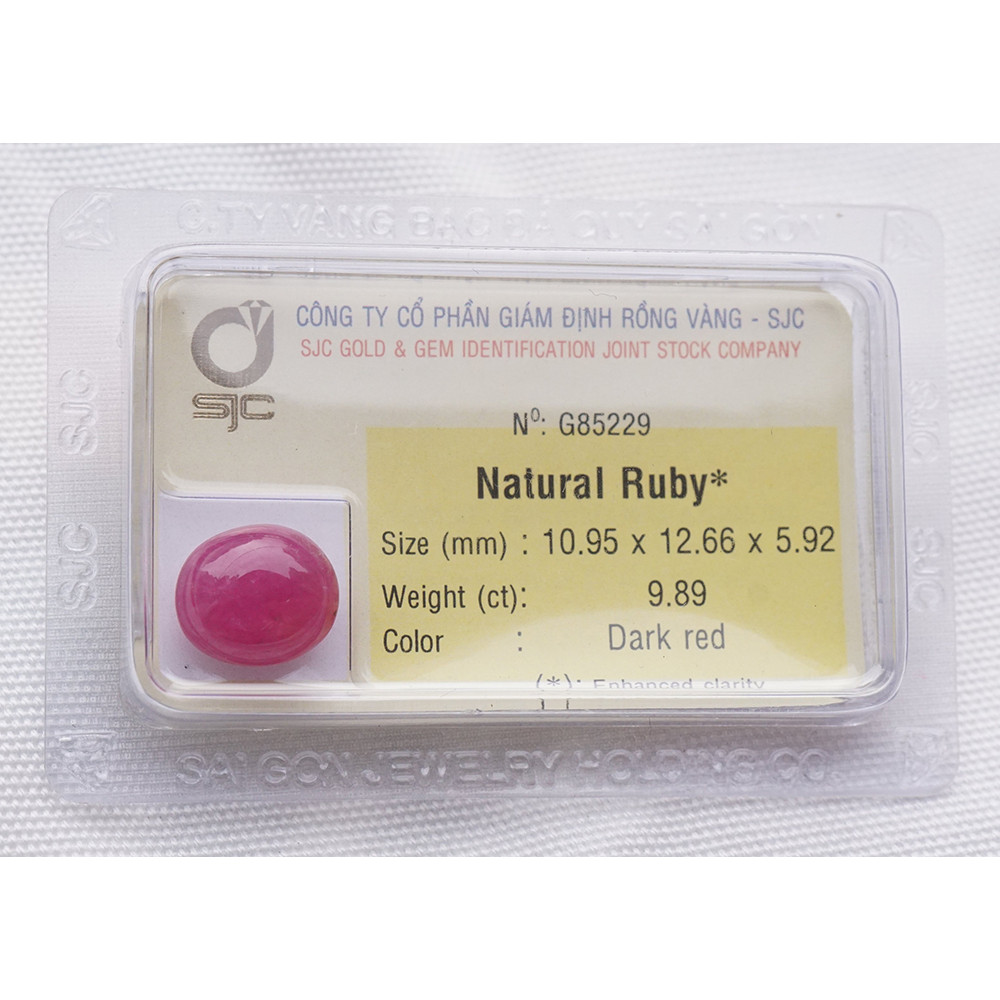 C.TY VÀNG BẠC ĐÁ QUÝ SAI GON
CÔNG TY CỔ PHẦN GIÁM ĐỊNH RỒNG VÀNG - SJC
SJC GOLD & GEM IDENTIFICATION JOINT STOCK COMPANY
SJC
Nº: G85229
Natural Ruby*
Size (mm) : 10.95 x 12.66 x 5.92
Weight (ct): 9.89
Color : Dark red
(*): Enhanced clarity
SJC
SJC
SJC
SJC
SAI GON JEWELRY HOLDING CO.